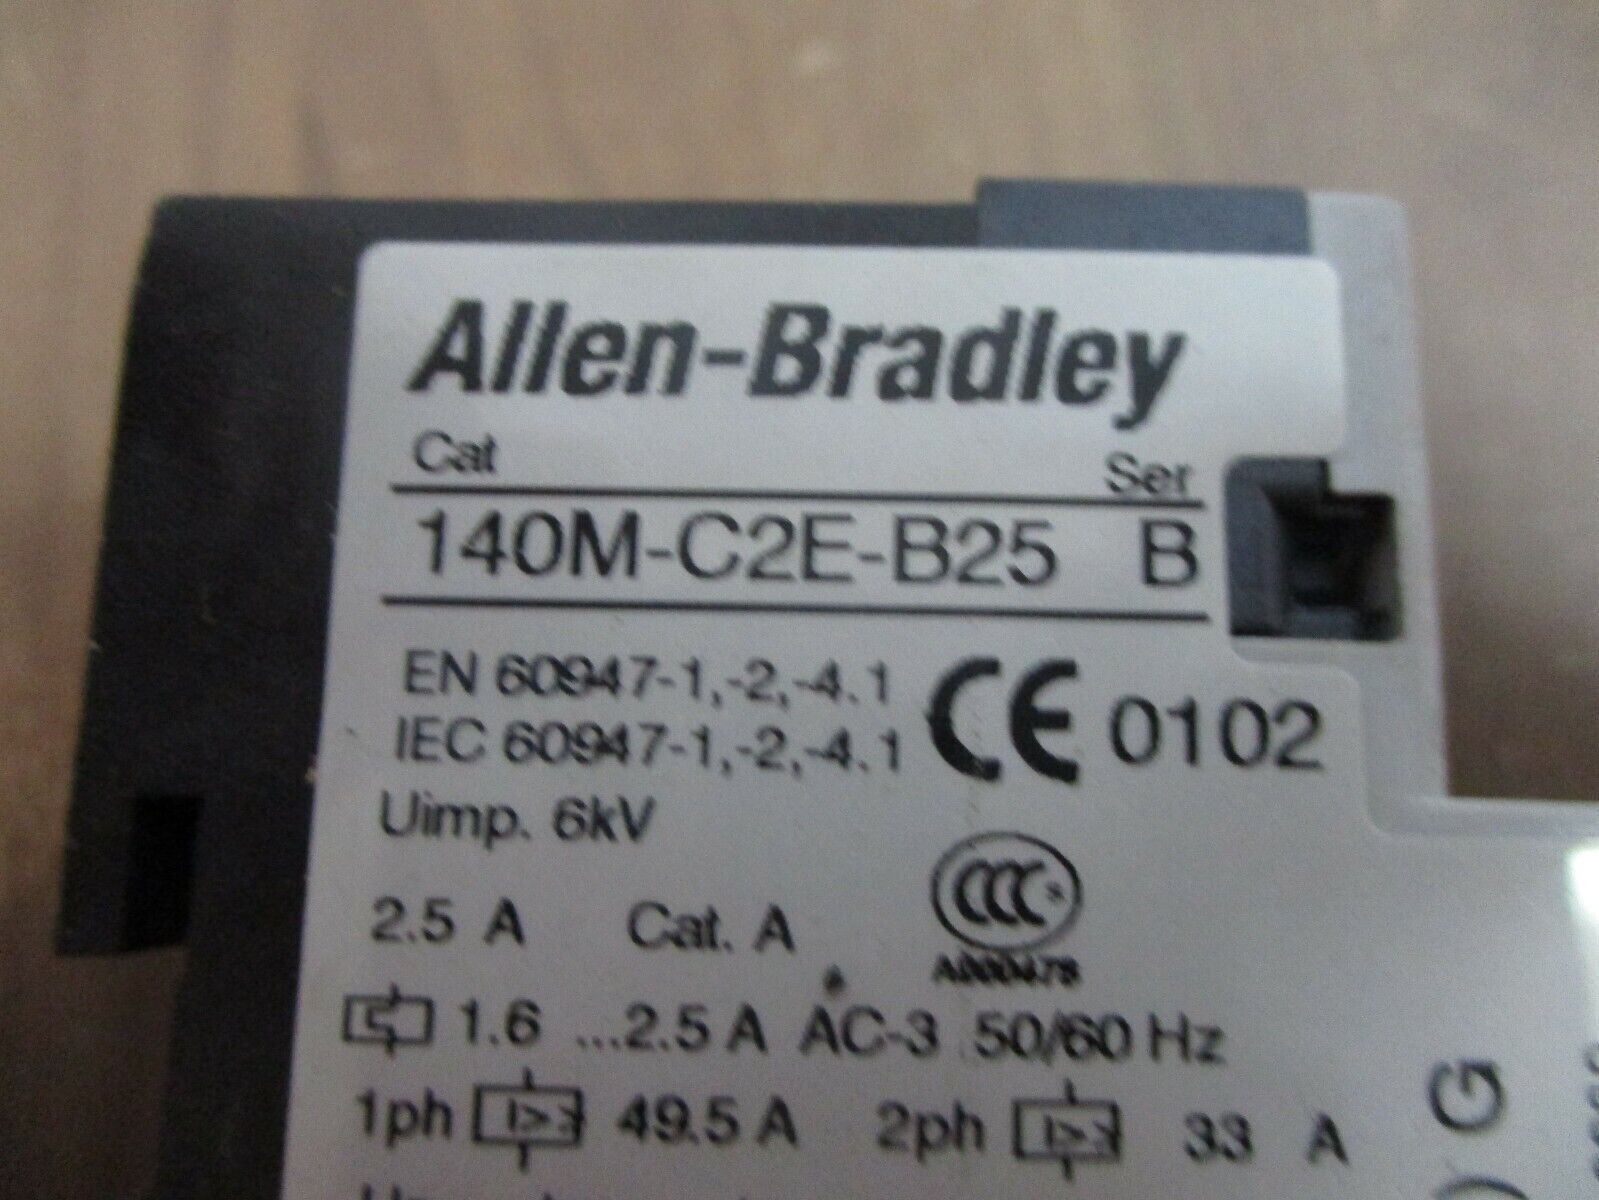 Allen-Bradley
Cat Ser
140M-C2E-B25 B
EN 60947-1,-2,-4.1
IEC 60947-1,-2,-4.1
CE 0102
Uimp. 6kV
CCC S
2.5 A Cat. A
A000478
1.6 ...2.5 A AC-3 50/60 Hz
1ph I> 49.5 A 2ph I> 33 A
G